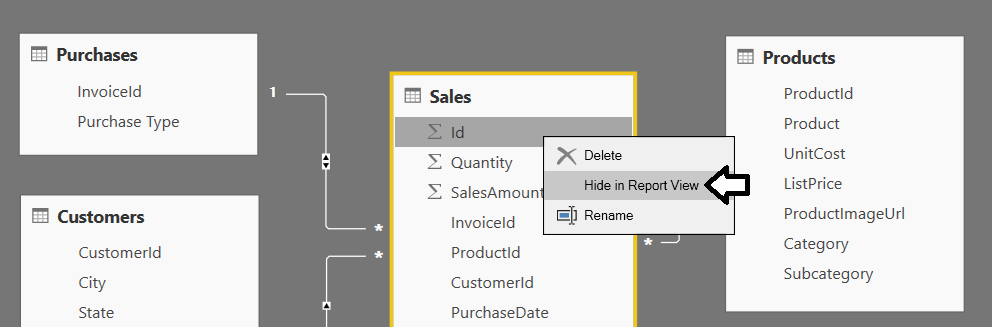 Purchases
InvoiceId
Purchase Type
1
Customers
CustomerId
City
State
*
*
Sales
Σ Id
Σ Quantity
Σ SalesAmount
InvoiceId
ProductId
CustomerId
PurchaseDate
Delete
Hide in Report View
Rename
*
Products
ProductId
Product
UnitCost
ListPrice
ProductImageUrl
Category
Subcategory